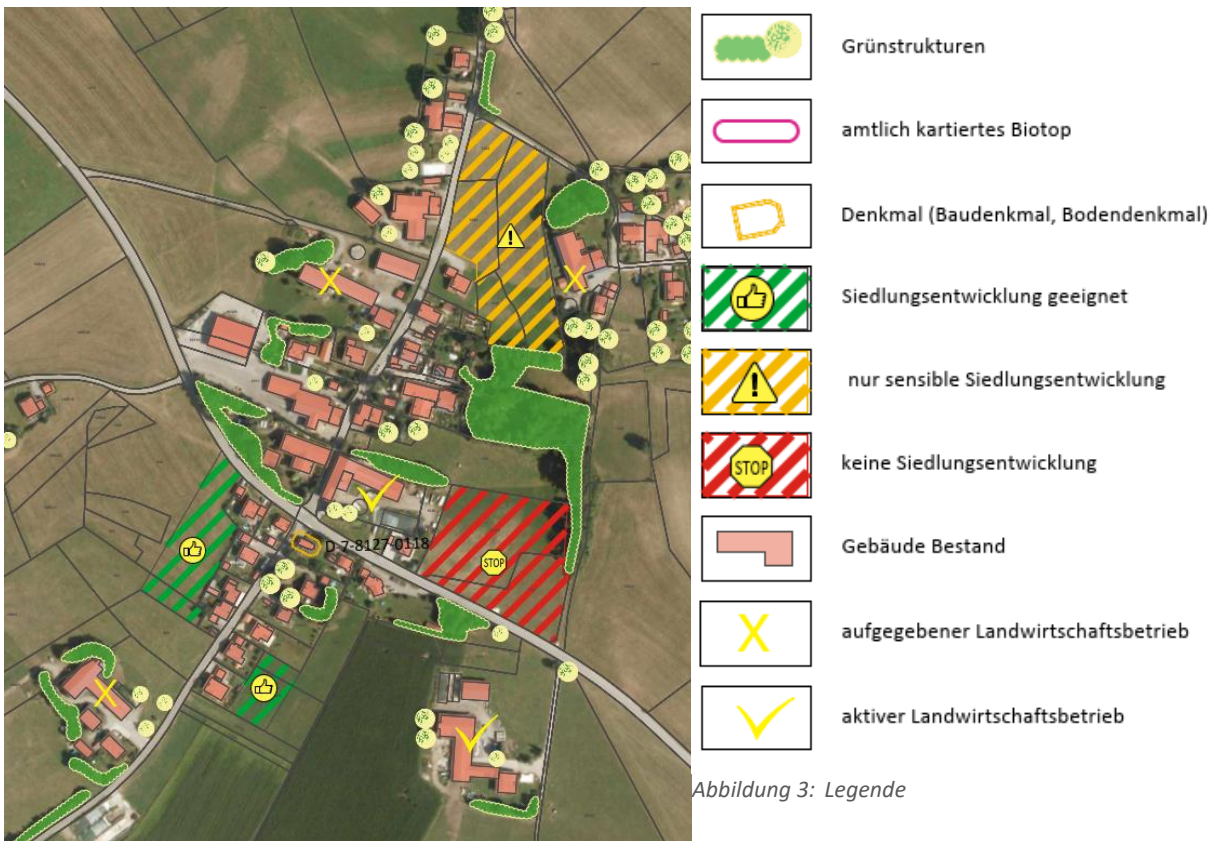 D-7-8127-0118
STOP
Grünstrukturen
amtlich kartiertes Biotop
Denkmal (Baudenkmal, Bodendenkmal)
Siedlungsentwicklung geeignet
nur sensible Siedlungsentwicklung
STOP
keine Siedlungsentwicklung
Gebäude Bestand
aufgegebener Landwirtschaftsbetrieb
aktiver Landwirtschaftsbetrieb
Abbildung 3: Legende